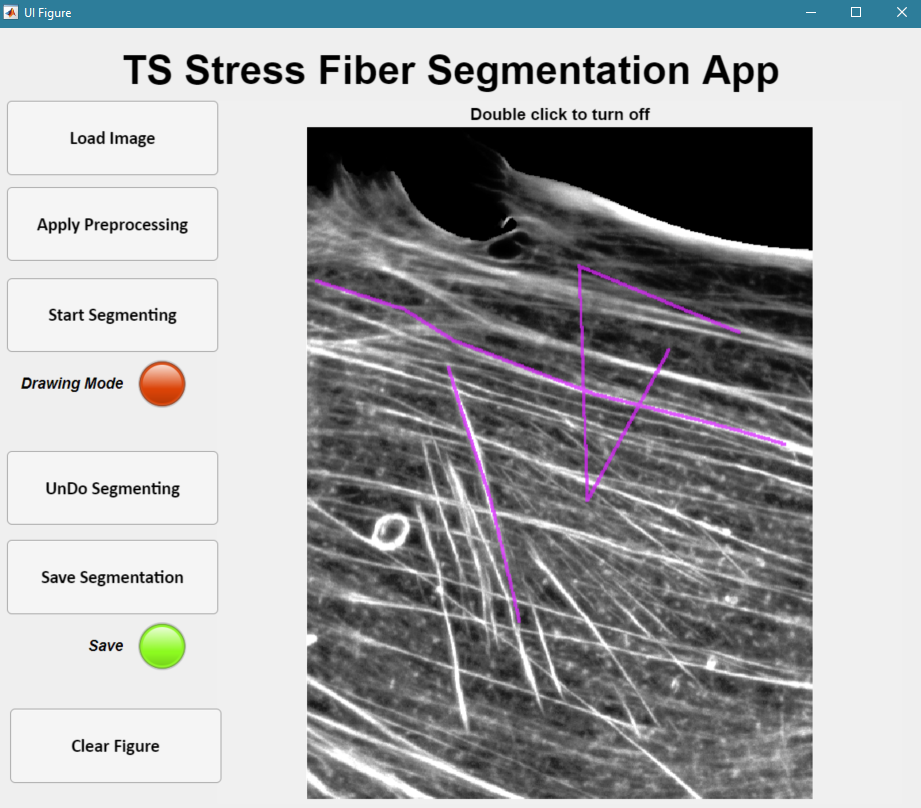 UI Figure
TS Stress Fiber Segmentation App
Load Image
Double click to turn off
Apply Preprocessing
Start Segmenting
Drawing Mode
UnDo Segmenting
Save Segmentation
Save
Clear Figure